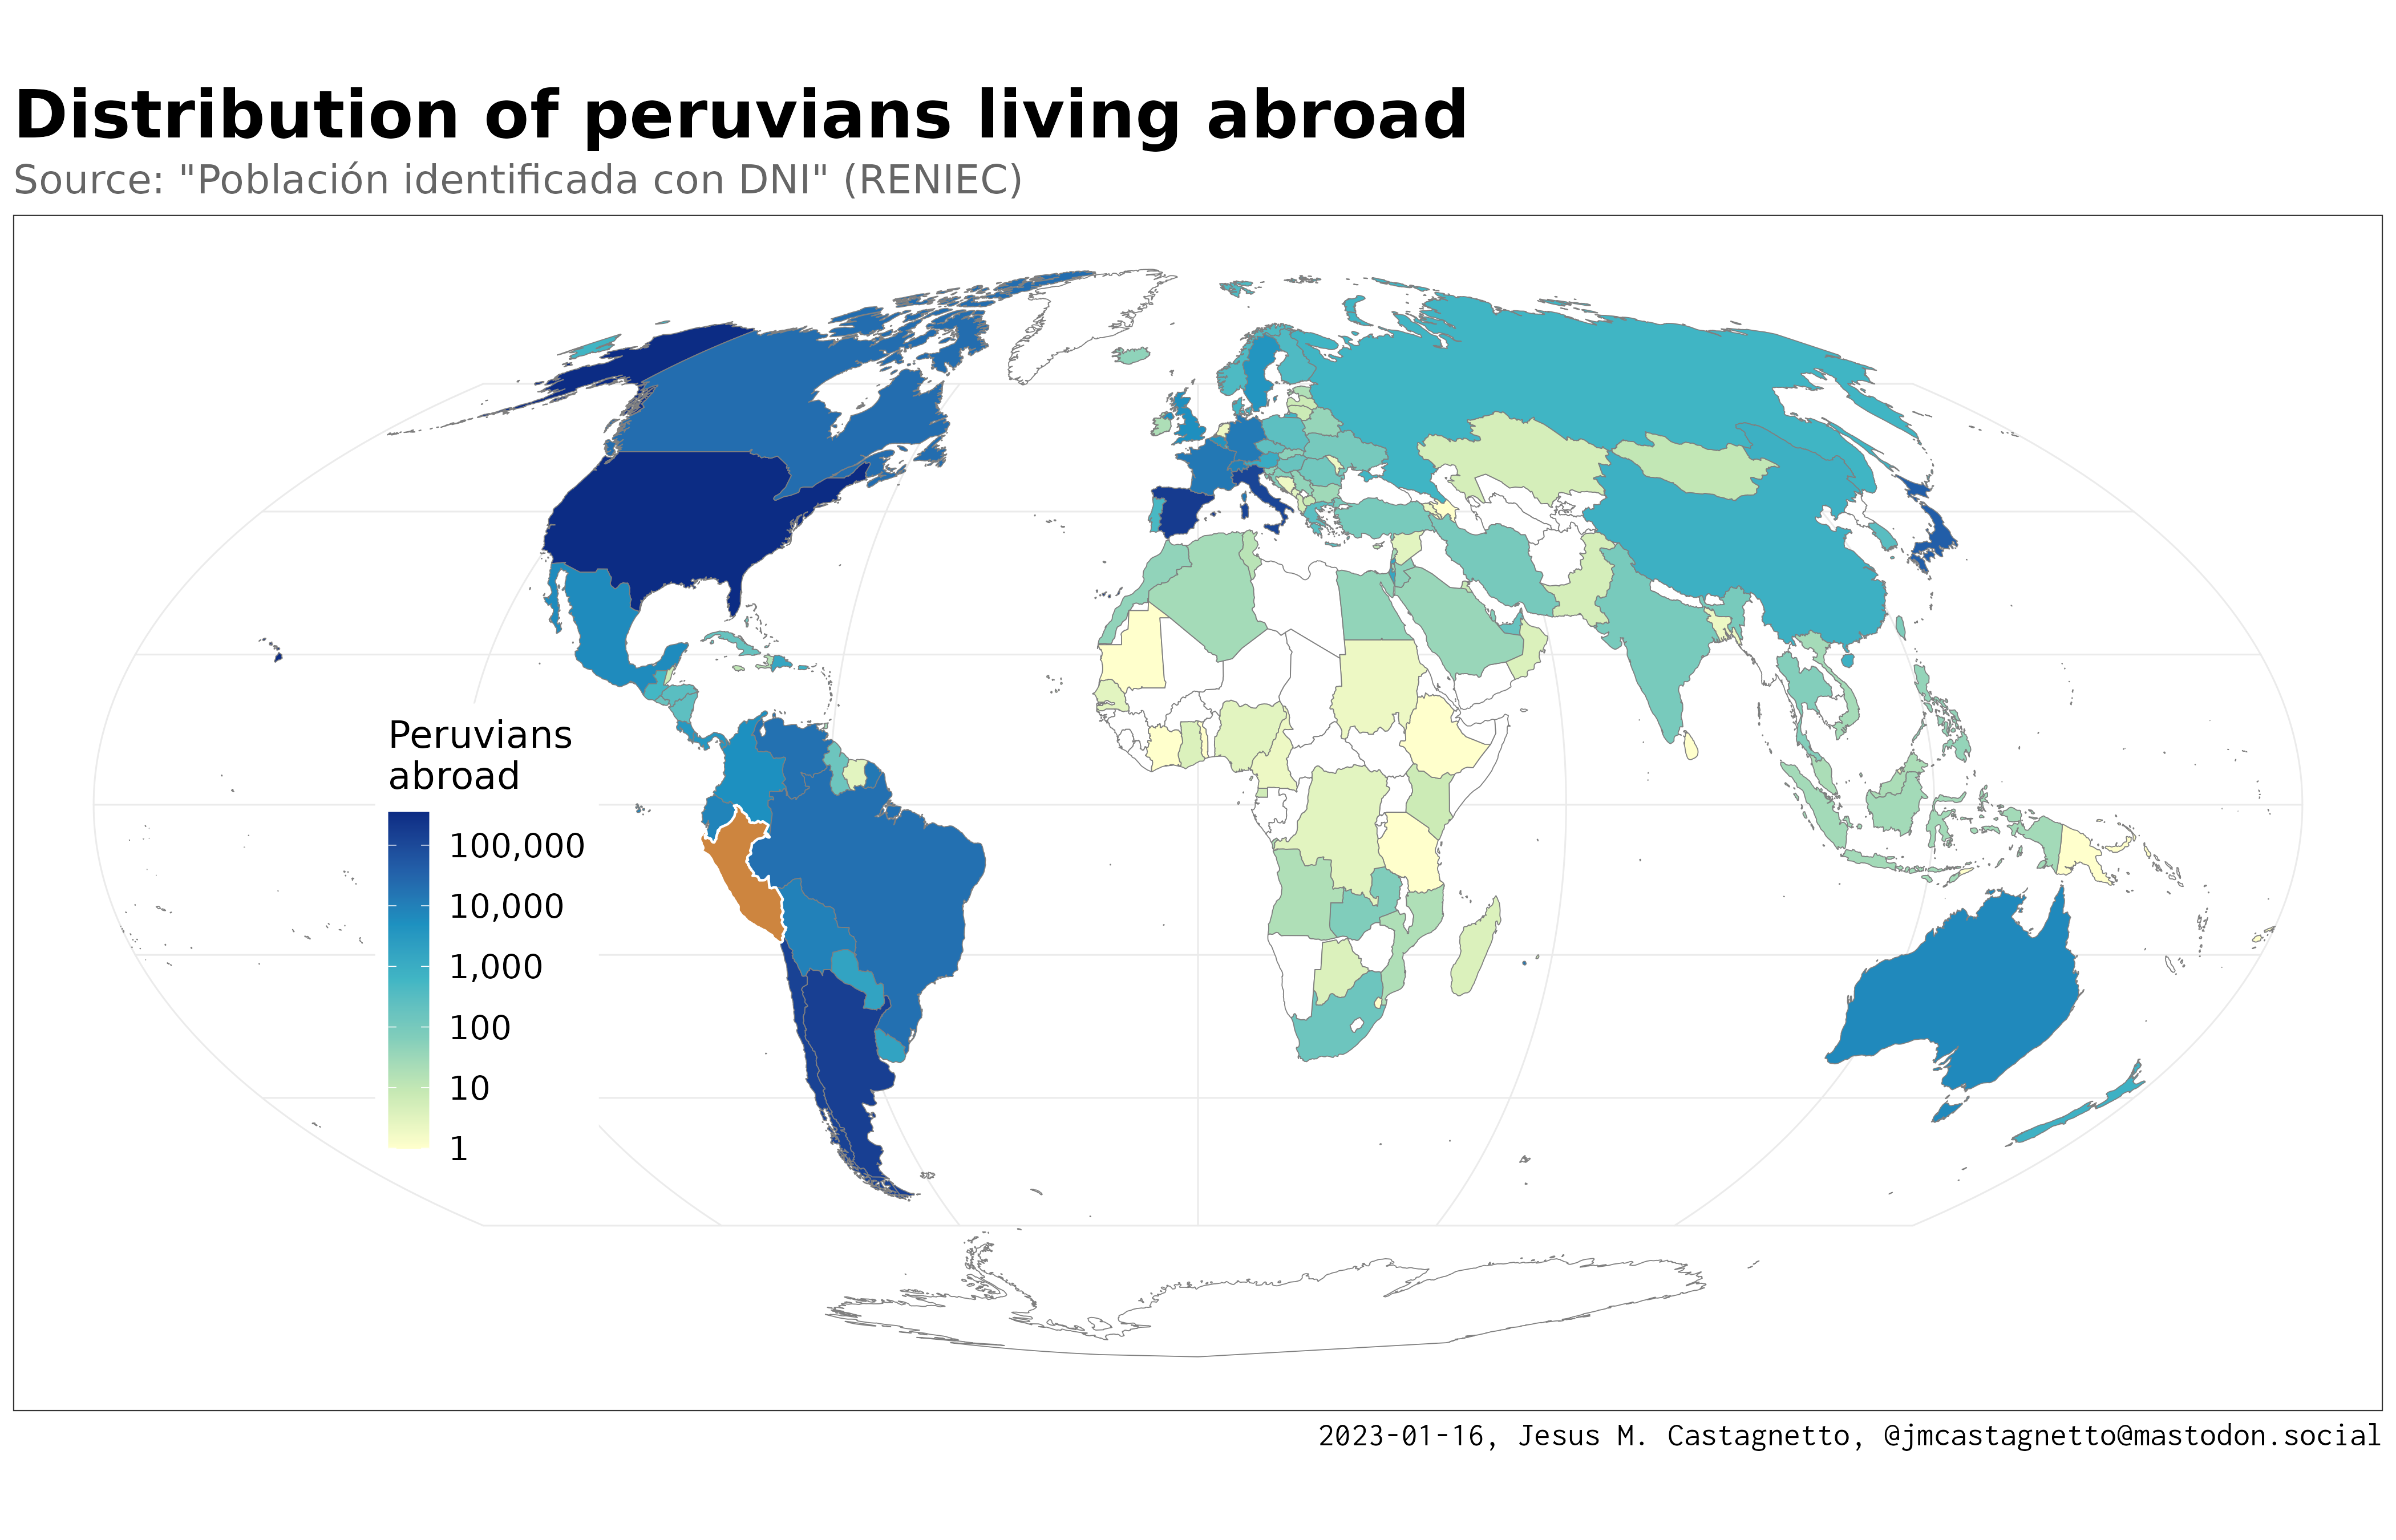 Distribution of peruvians living abroad
Source: "Población identificada con DNI" (RENIEC)
Peruvians
abroad
100,000
10,000
1,000
100
10
1
2023-01-16, Jesus M. Castagnetto, @jmcastagnetto@mastodon.social